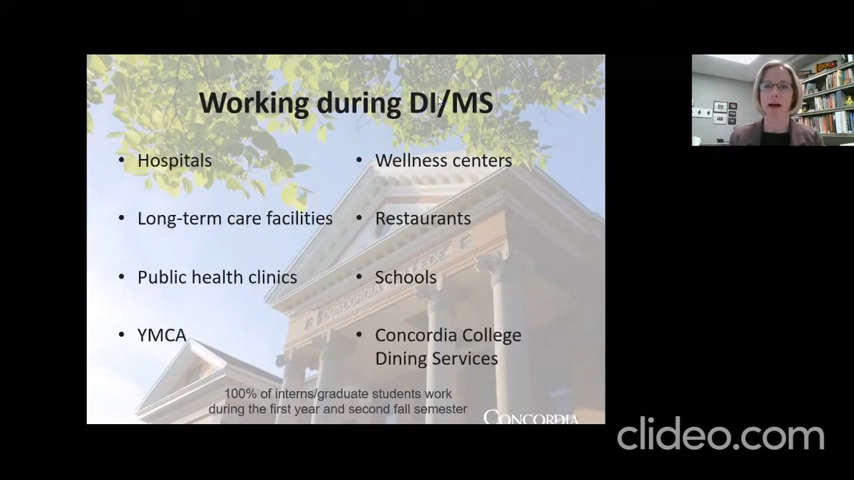 Working during DI/MS
• Hospitals
• Long-term care facilities
• Public health clinics
• YMCA
• Wellness centers
• Restaurants
• Schools
• Concordia College
Dining Services
100% of interns/graduate students work
during the first year and second fall semester
CONCORDIA
clideo.com